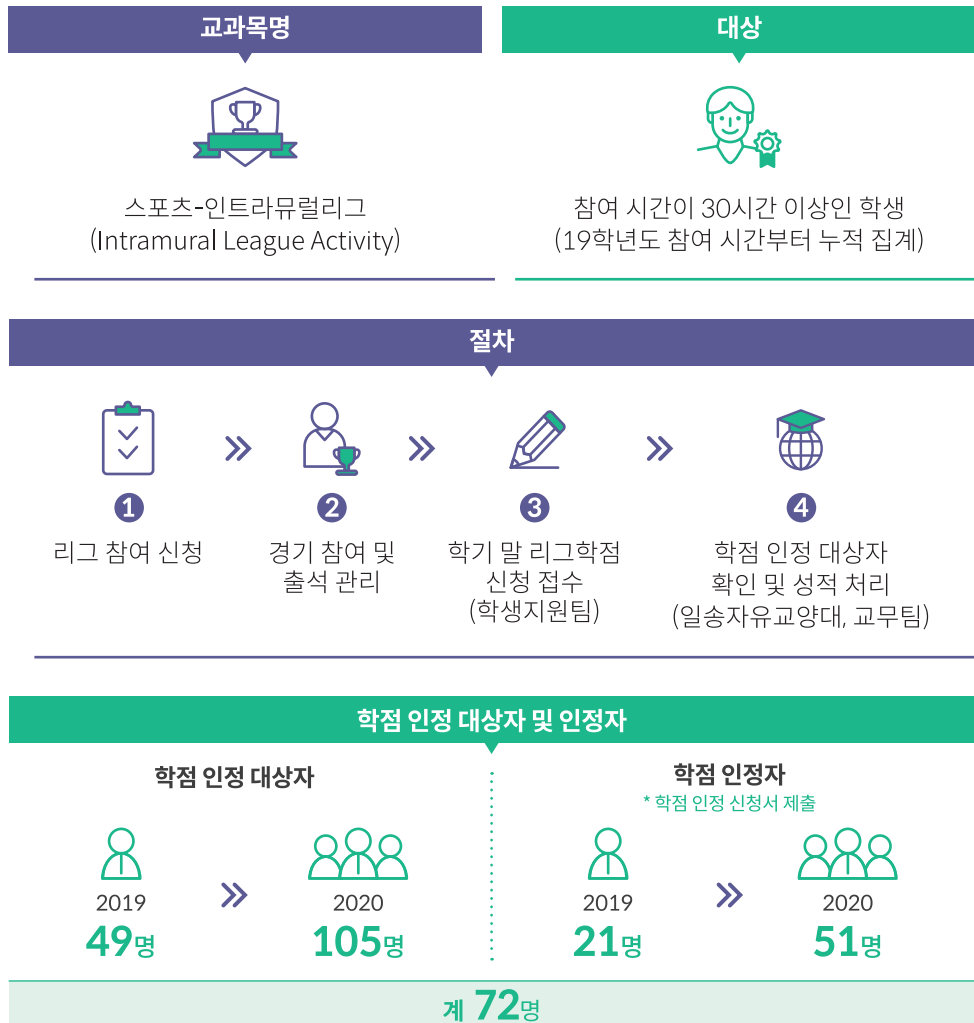 교과목명
스포츠-인트라뮤럴리그
(Intramural League Activity)
대상
참여 시간이 30시간 이상인 학생
(19학년도 참여 시간부터 누적 집계)
절차
1
리그 참여 신청
2
경기 참여 및
출석 관리
3
학기 말 리그학점
신청 접수
(학생지원팀)
4
학점 인정 대상자
확인 및 성적 처리
(일송자유교양대, 교무팀)
학점 인정 대상자 및 인정자
학점 인정 대상자
2019
49명
2020
105명
학점 인정자
* 학점 인정 신청서 제출
2019
21명
2020
51명
계 72명